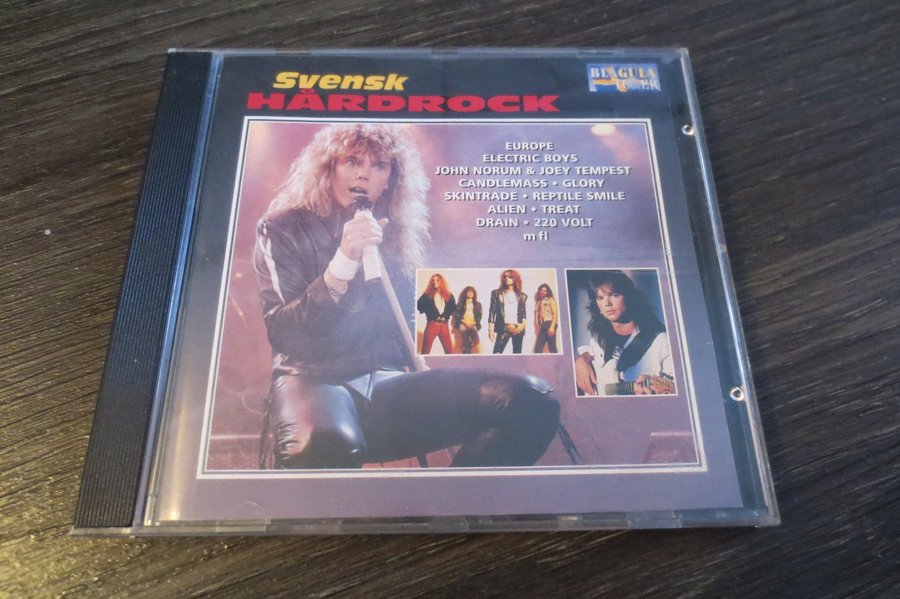 Svensk
HÅRDROCK
BLÅGULA
EUROPE
ELECTRIC BOYS
JOHN NORUM & JOEY TEMPEST
CANDLEMASS • GLORY
SKINTRADE • REPTILE SMILE
ALIEN • TREAT
DRAIN • 220 VOLT
m fl